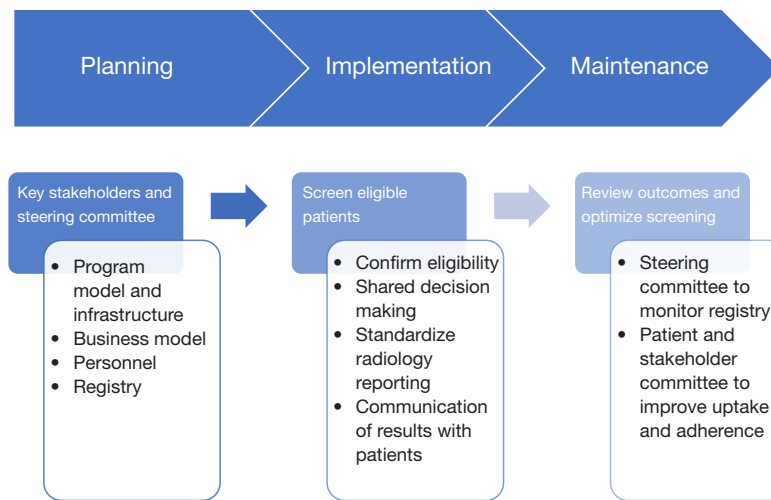 Planning
Implementation
Maintenance
Key stakeholders and
steering committee
• Program
model and
infrastructure
• Business model
• Personnel
• Registry
Screen eligible
patients
• Confirm eligibility
• Shared decision
making
• Standardize
radiology
reporting
• Communication
of results with
patients
Review outcomes and
optimize screening
• Steering
committee to
monitor registry
• Patient and
stakeholder
committee to
improve uptake
and adherence